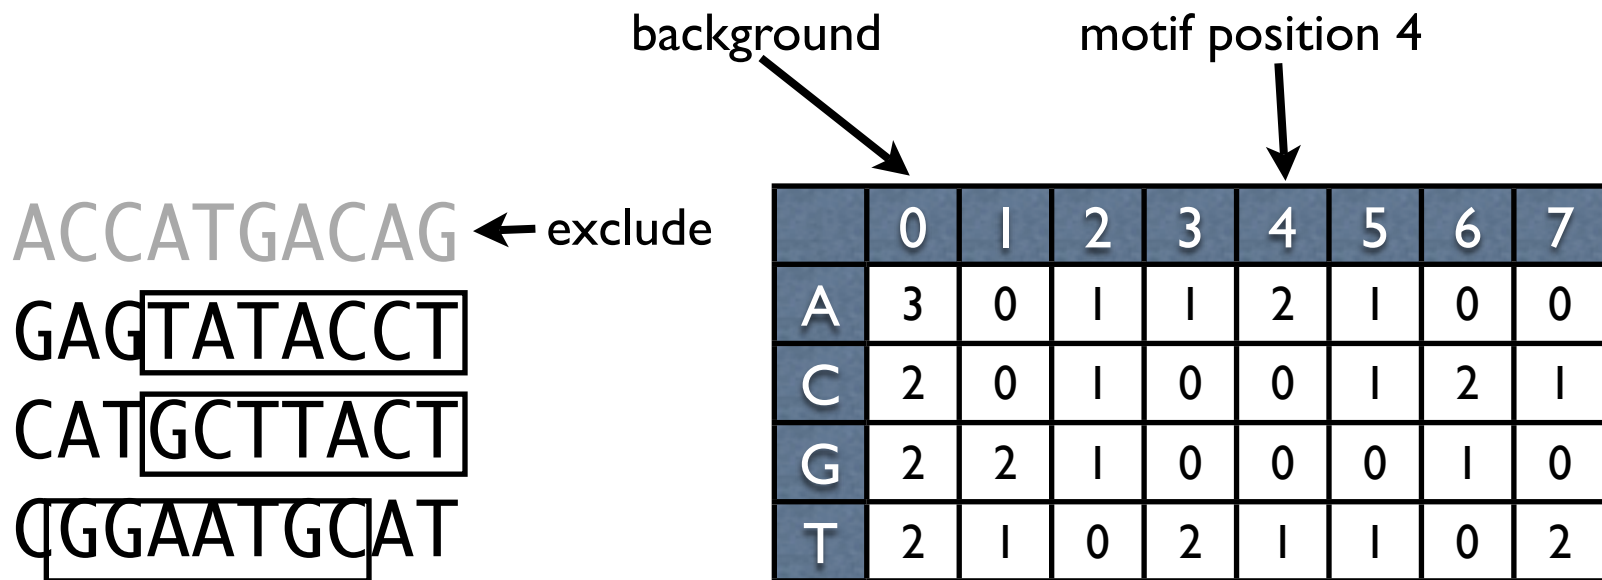 background motif position 4
ACCATGACAG exclude
GAGTATACCT
CATGCTTACT
CGGAATGCAT
0 1 2 3 4 5 6 7
A 3 0 1 1 2 1 0 0
C 2 0 1 0 0 1 2 1
G 2 2 1 0 0 0 1 0
T 2 1 0 2 1 1 0 2